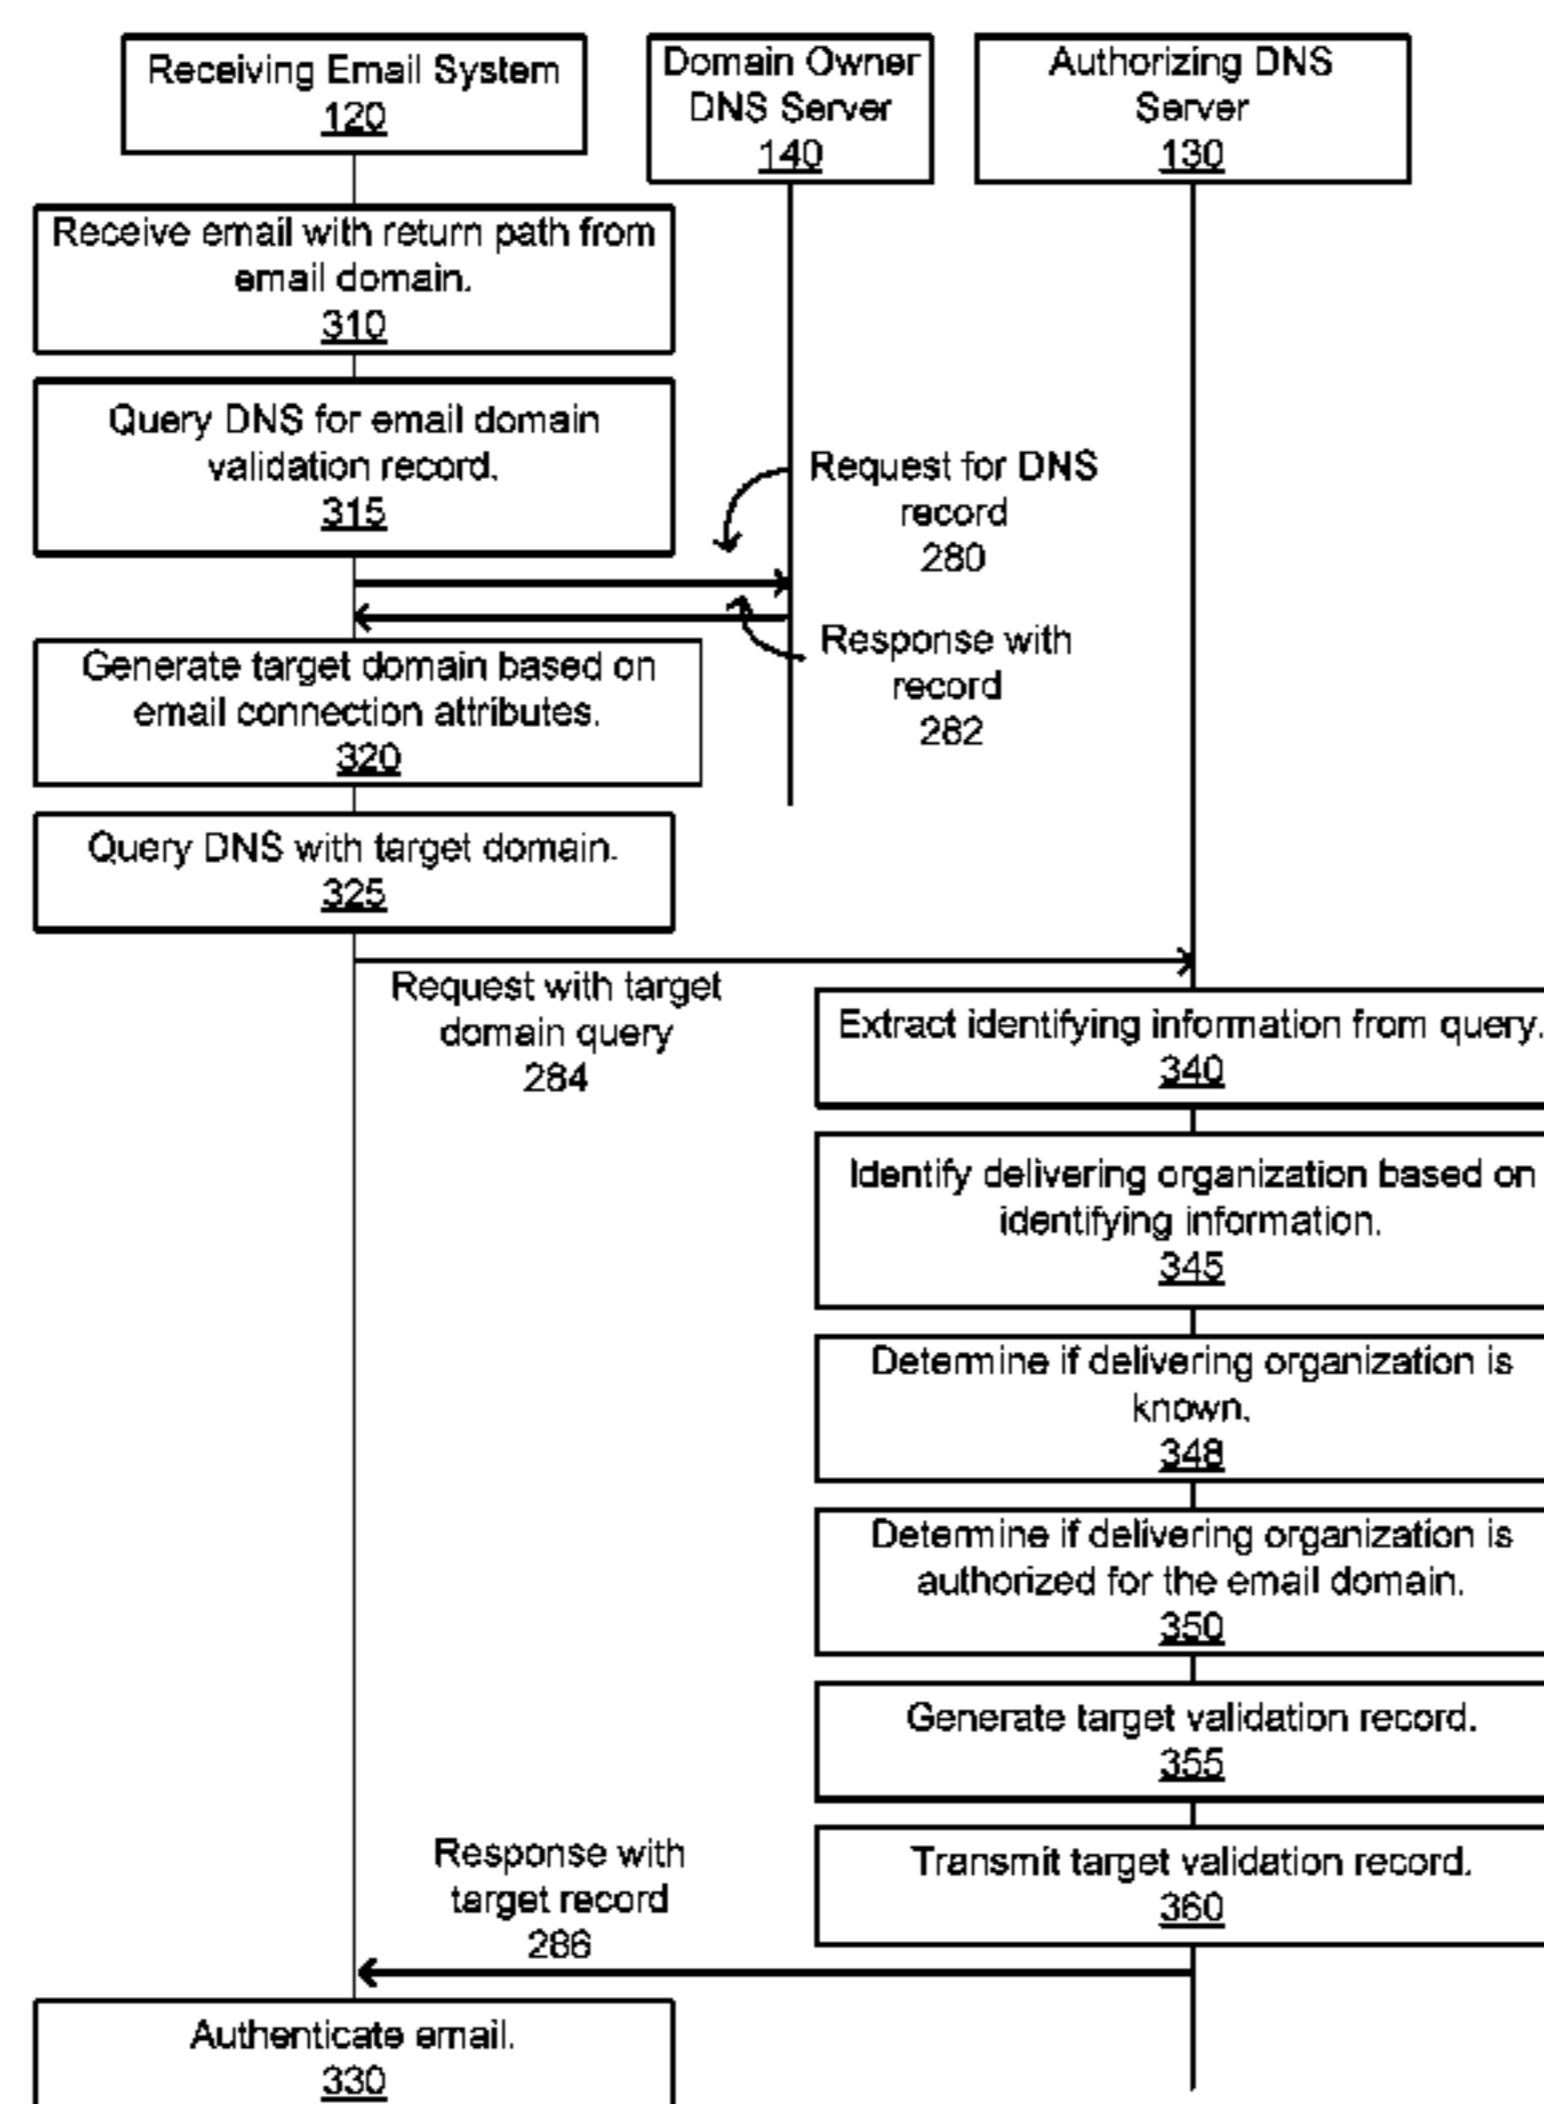 Receiving Email System
120
Domain Owner
DNS Server
140
Authorizing DNS
Server
130
Receive email with return path from
email domain.
310
Query DNS for email domain
validation record.
315
Request for DNS
record
280
Response with
record
282
Generate target domain based on
email connection attributes.
320
Query DNS with target domain.
325
Request with target
domain query
284
Extract identifying information from query.
340
Identify delivering organization based on
identifying information.
345
Determine if delivering organization is
known.
348
Determine if delivering organization is
authorized for the email domain.
350
Generate target validation record.
355
Transmit target validation record.
360
Response with
target record
286
Authenticate email.
330